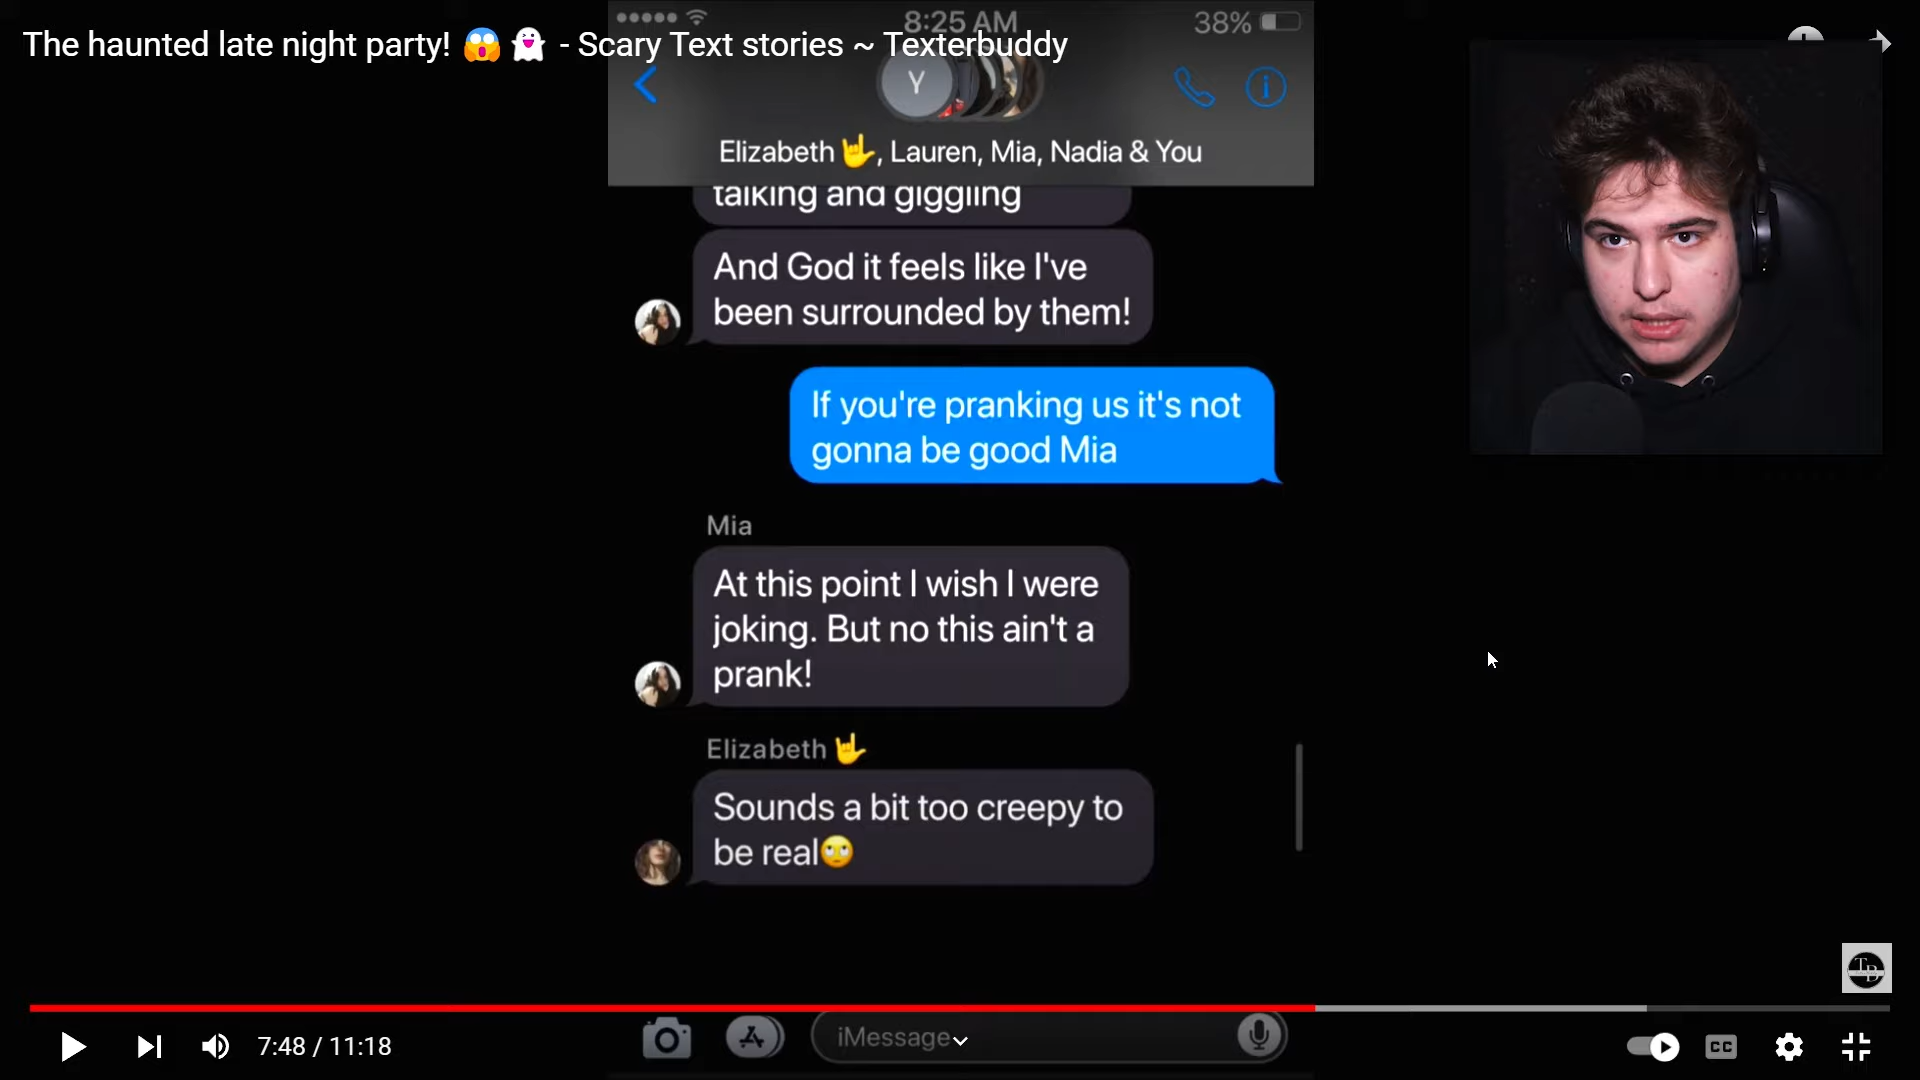 8:25 AM
38%
The haunted late night party! 😱👻 - Scary Text stories ~ Texterbuddy
Y
Elizabeth 🤟, Lauren, Mia, Nadia & You
talking and giggling
And God it feels like I've
been surrounded by them!
If you're pranking us it's not
gonna be good Mia
Mia
At this point I wish I were
joking. But no this ain't a
prank!
Elizabeth 🤟
Sounds a bit too creepy to
be real🙄
TB
7:48 / 11:18
iMessage
CC